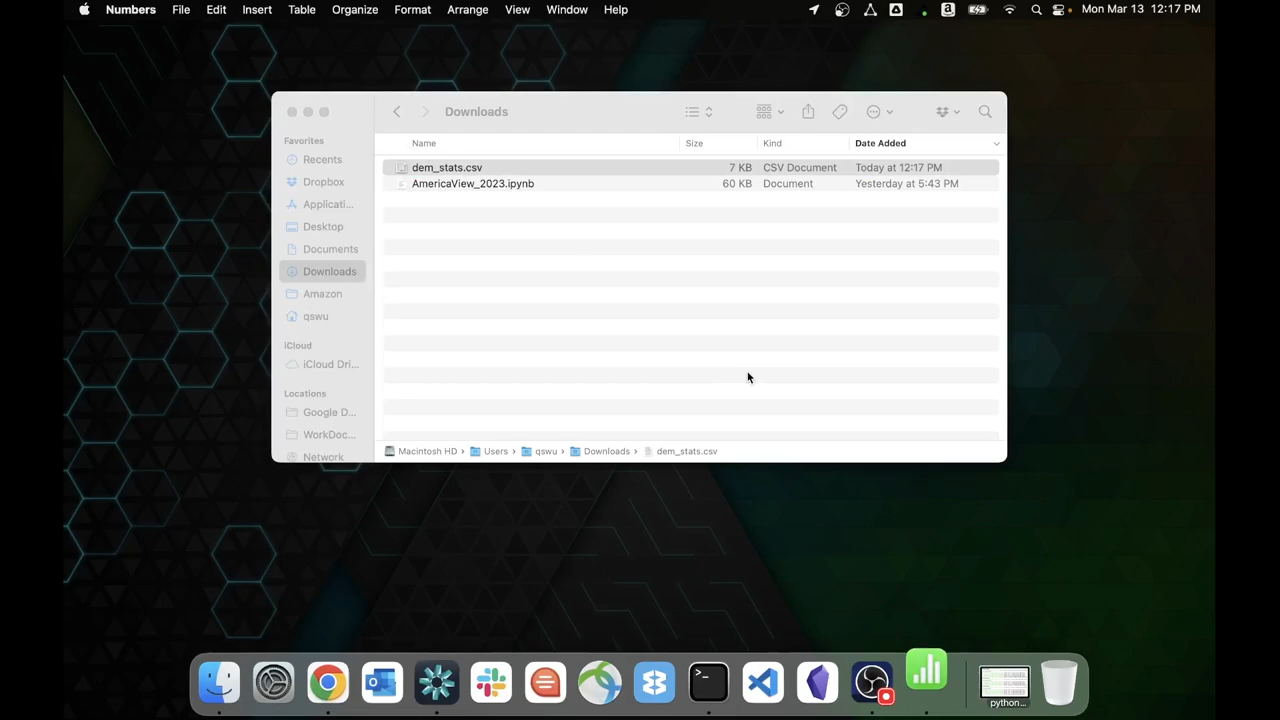 Numbers File Edit Insert Table Organize Format Arrange View Window Help Mon Mar 13 12:17 PM
Downloads
Favorites
Recents
Dropbox
Applicati...
Desktop
Documents
Downloads
Amazon
qswu
iCloud
iCloud Dri...
Locations
Google D...
WorkDoc...
Network
Name Size Kind Date Added
dem_stats.csv 7 KB CSV Document Today at 12:17 PM
AmericaView_2023.ipynb 60 KB Document Yesterday at 5:43 PM
Macintosh HD › Users › qswu › Downloads › dem_stats.csv
python...